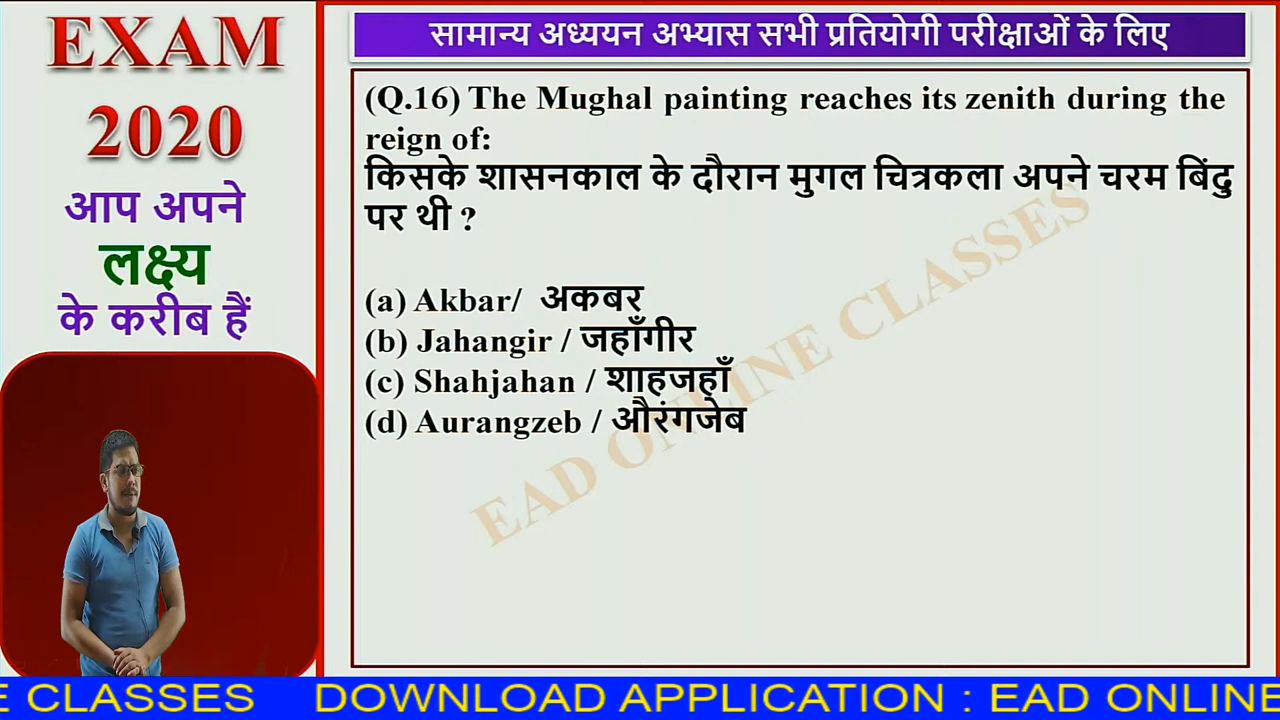 EXAM
2020
आप अपने
लक्ष्य
के करीब हैं
सामान्य अध्ययन अभ्यास सभी प्रतियोगी परीक्षाओं के लिए
(Q.16) The Mughal painting reaches its zenith during the
reign of:
किसके शासनकाल के दौरान मुगल चित्रकला अपने चरम बिंदु
पर थी ?
(a) Akbar/ अकबर
(b) Jahangir / जहाँगीर
(c) Shahjahan / शाहजहाँ
(d) Aurangzeb / औरंगजेब
EAD ONLINE CLASSES
E CLASSES DOWNLOAD APPLICATION : EAD ONLINE